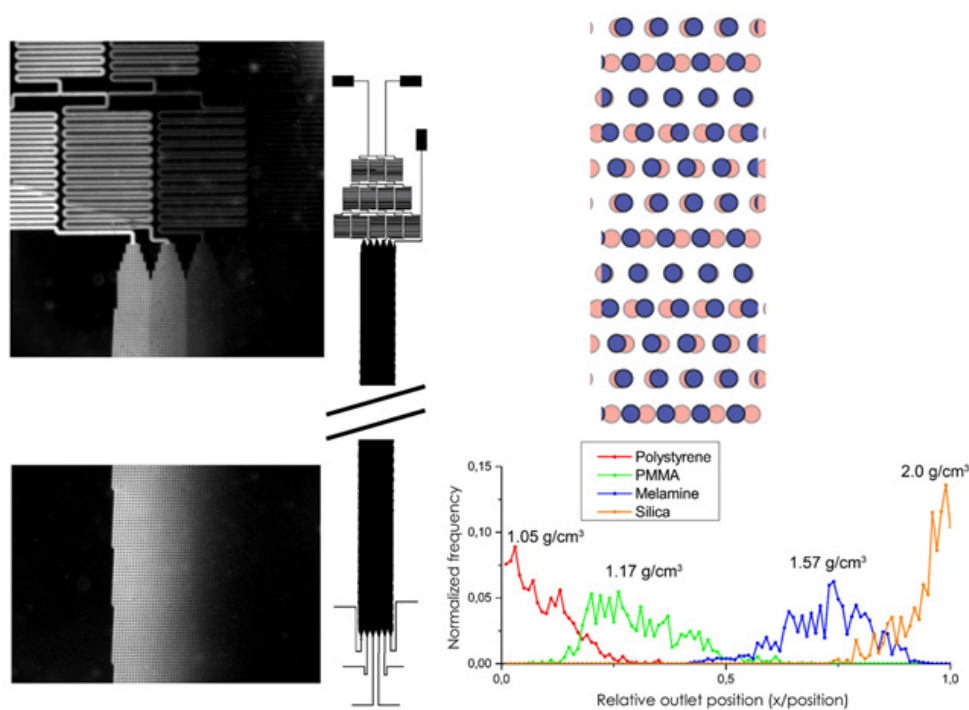 Polystyrene
PMMA
Melamine
Silica
2.0 g/cm³
1.05 g/cm³
1.17 g/cm³
1.57 g/cm³
Normalized frequency
0,15
0,10
0,05
0,00
0,0
0,5
1,0
Relative outlet position (x/position)